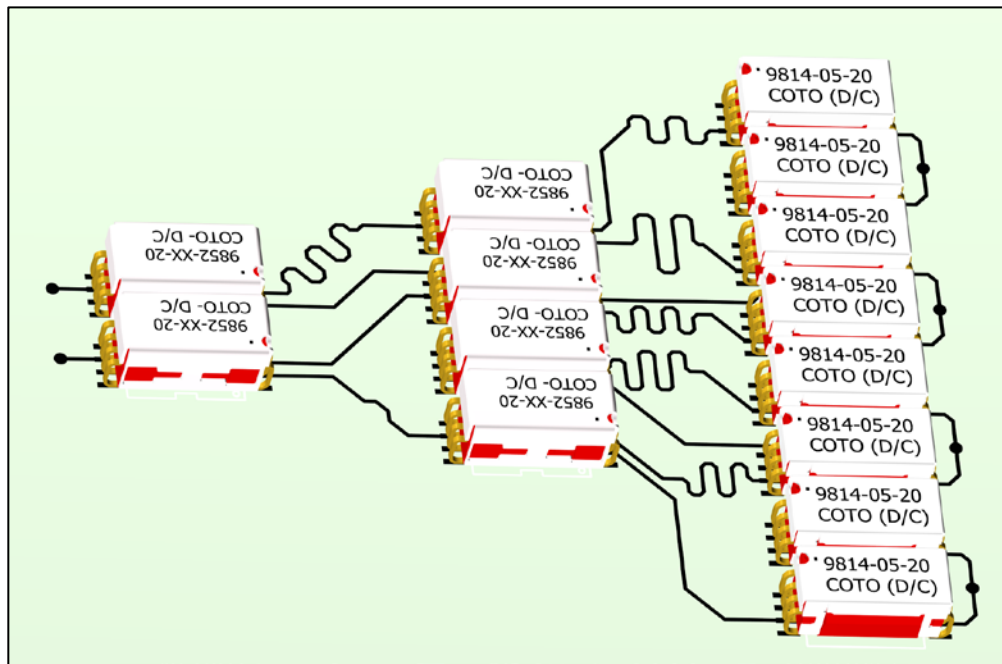 9852-XX-20
COTO- D/C
9852-XX-20
COTO- D/C
9852-XX-20
COTO- D/C
9852-XX-20
COTO- D/C
9852-XX-20
COTO- D/C
9852-XX-20
COTO- D/C
9814-05-20
COTO (D/C)
9814-05-20
COTO (D/C)
9814-05-20
COTO (D/C)
9814-05-20
COTO (D/C)
9814-05-20
COTO (D/C)
9814-05-20
COTO (D/C)
9814-05-20
COTO (D/C)
9814-05-20
COTO (D/C)